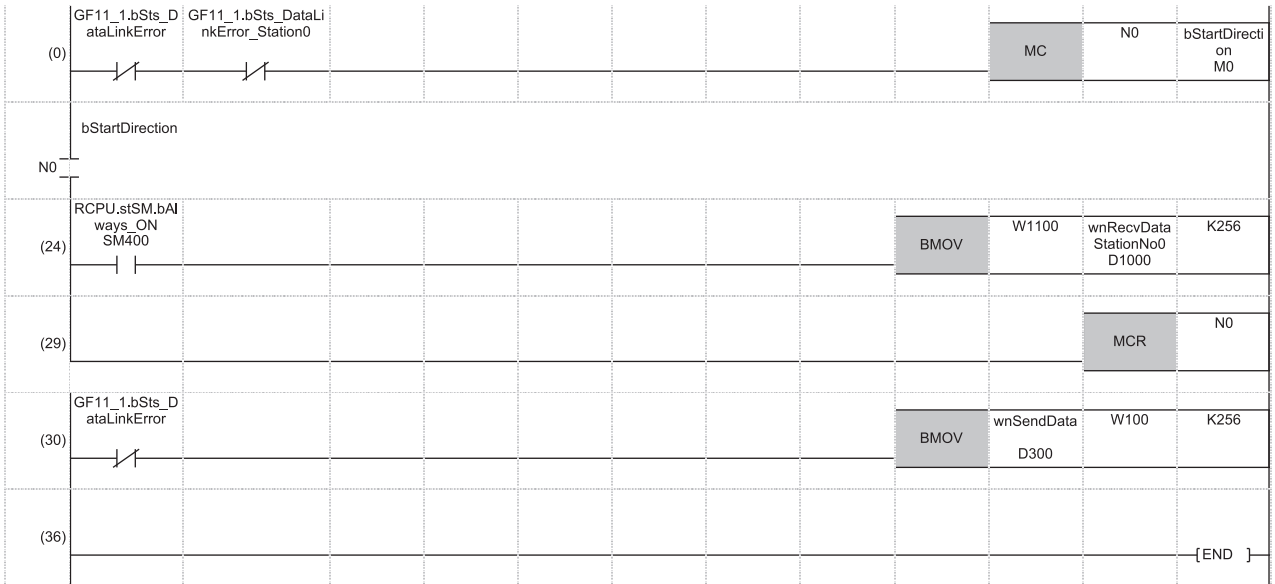 GF11_1.bSts_D
ataLinkError
GF11_1.bSts_DataLi
nkError_Station0
(0)
MC
N0
bStartDirecti
on
M0
bStartDirection
N0
RCPU.stSM.bAl
ways_ON
SM400
(24)
BMOV
W1100
wnRecvData
StationNo0
D1000
K256
(29)
MCR
N0
GF11_1.bSts_D
ataLinkError
(30)
BMOV
wnSendData
D300
W100
K256
(36)
[END ]